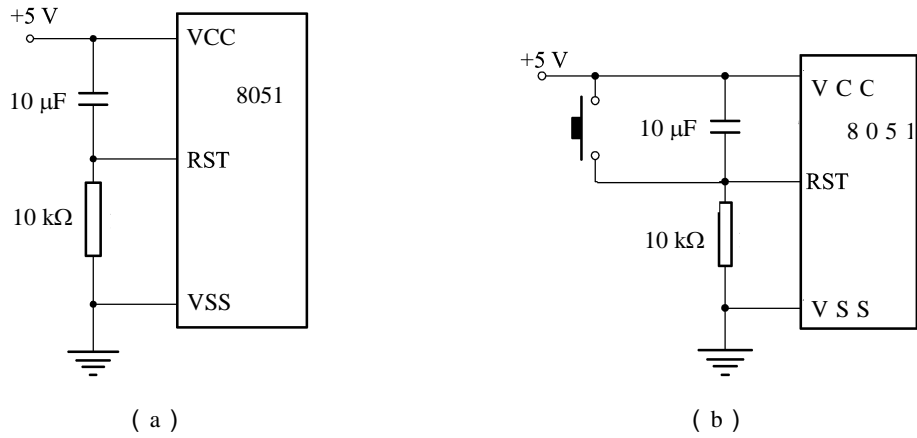 +5 V
VCC
8051
10 μF
RST
10 kΩ
VSS
( a )
+5 V
V C C
8 0 5 1
10 μF
RST
10 kΩ
V S S
( b )